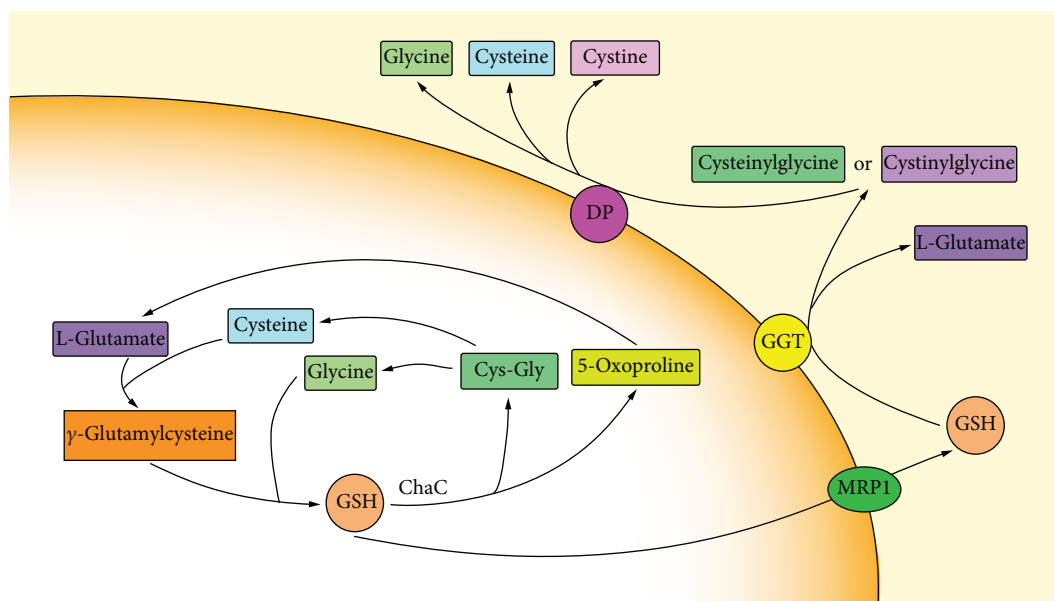 Glycine
Cysteine
Cystine
Cysteinylglycine or Cystinylglycine
DP
L-Glutamate
L-Glutamate
Cysteine
GGT
Glycine
Cys-Gly
5-Oxoproline
γ-Glutamylcysteine
GSH
GSH
ChaC
MRP1